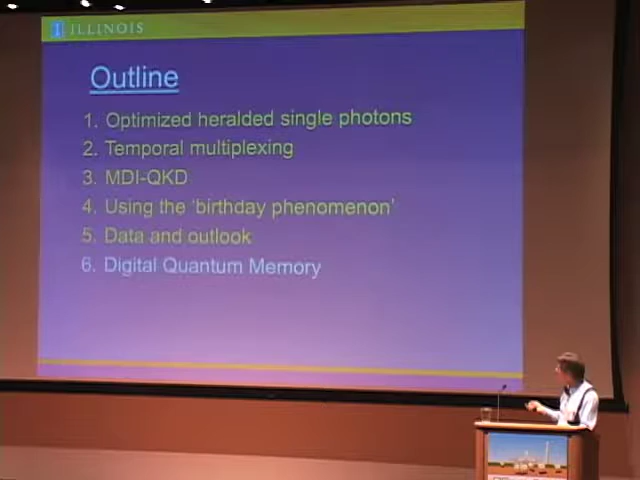 I ILLINOIS
Outline
1. Optimized heralded single photons
2. Temporal multiplexing
3. MDI-QKD
4. Using the 'birthday phenomenon'
5. Data and outlook
6. Digital Quantum Memory